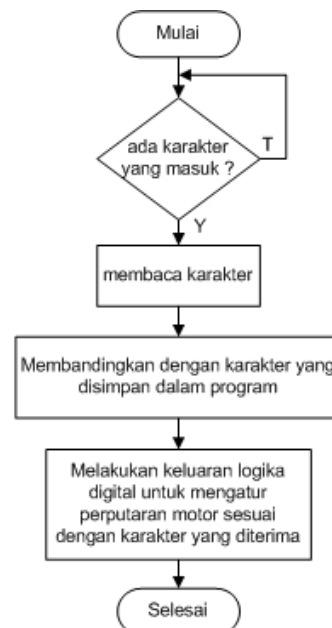 Mulai
ada karakter
yang masuk ?
T
Y
membaca karakter
Membandingkan dengan karakter yang
disimpan dalam program
Melakukan keluaran logika
digital untuk mengatur
perputaran motor sesuai
dengan karakter yang diterima
Selesai